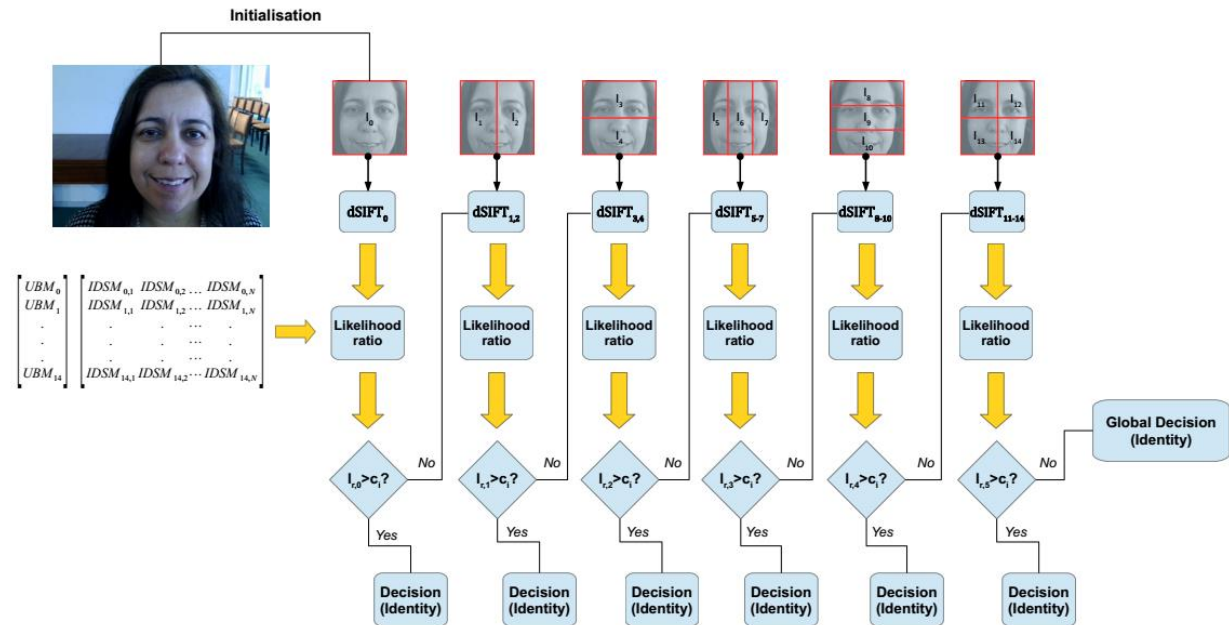 Initialisation
I0
I1 I2
I3
I4
I5 I6 I7
I8
I9
I10
I11 I12
I13 I14
dSIFT0 dSIFT1,2 dSIFT3,4 dSIFT5-7 dSIFT8-10 dSIFT11-14
UBM0 IDSM0,1 IDSM0,2 ... IDSM0,N
UBM1 IDSM1,1 IDSM1,2 ... IDSM1,N
. . . ... .
. . . ... .
. . . ... .
UBM14 IDSM14,1 IDSM14,2 ... IDSM14,N
Likelihood ratio
Likelihood ratio
Likelihood ratio
Likelihood ratio
Likelihood ratio
Likelihood ratio
lr,0>ci? No
lr,1>ci? No
lr,2>ci? No
lr,3>ci? No
lr,4>ci? No
lr,5>ci? No
Global Decision
(Identity)
Yes Yes Yes Yes Yes Yes
Decision
(Identity)
Decision
(Identity)
Decision
(Identity)
Decision
(Identity)
Decision
(Identity)
Decision
(Identity)